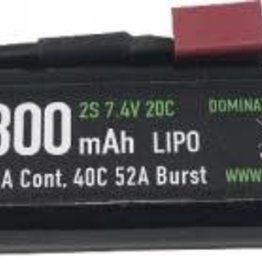 2S 7.4V 20C DOMINA
300 mAh LIPO
A Cont, 40C 52A Burst WWW.